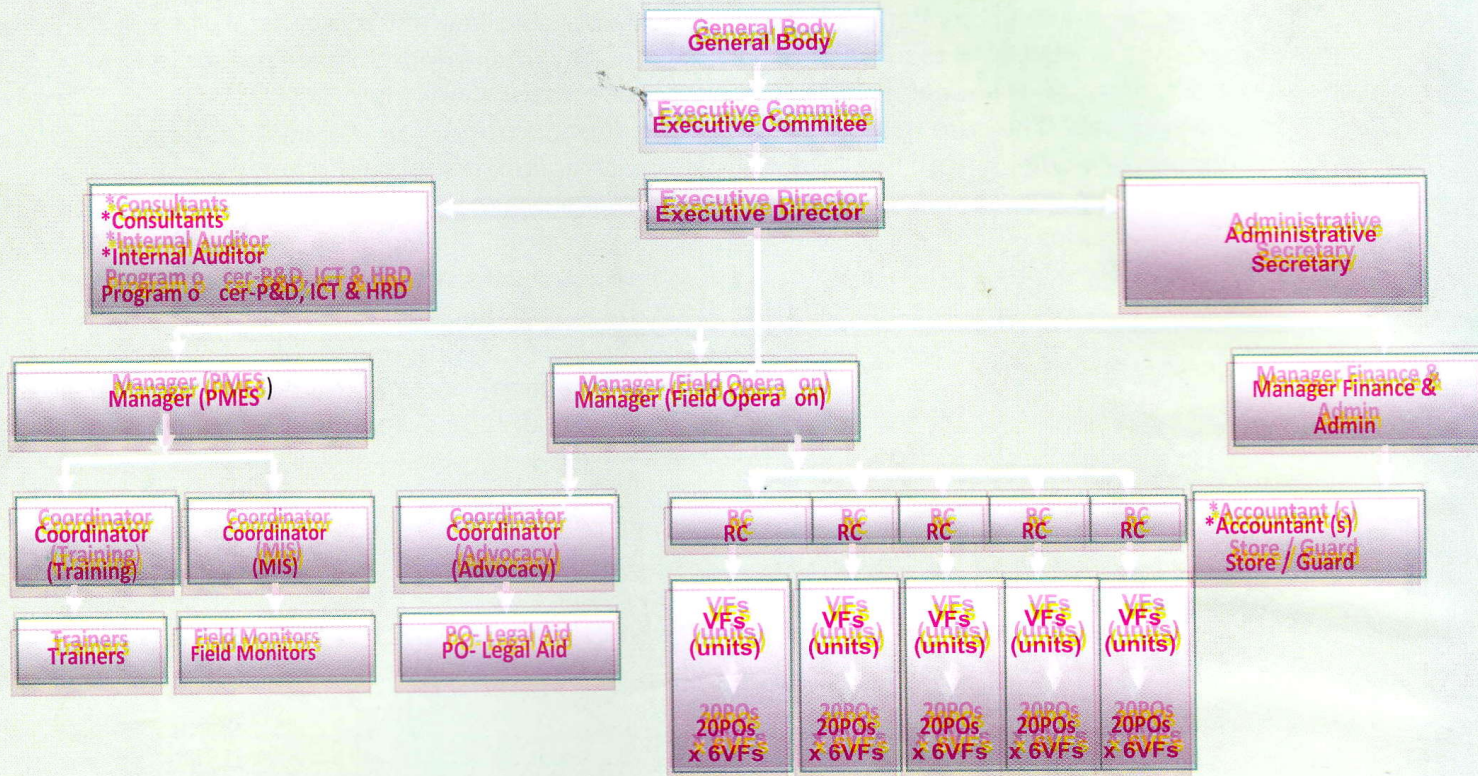 General Body
Executive Commitee
*Consultants
*Internal Auditor
Program o cer-P&D, ICT & HRD
Executive Director
Administrative
Secretary
Manager (PMES)
Manager (Field Opera on)
Manager Finance &
Admin
Coordinator
(Training)
Coordinator
(MIS)
Coordinator
(Advocacy)
RC
RC
RC
RC
RC
*Accountant (s)
Store / Guard
Trainers
Field Monitors
PO- Legal Aid
VFs
(units)
20POs
x 6VFs
VFs
(units)
20POs
x 6VFs
VFs
(units)
20POs
x 6VFs
VFs
(units)
20POs
x 6VFs
VFs
(units)
20POs
x 6VFs